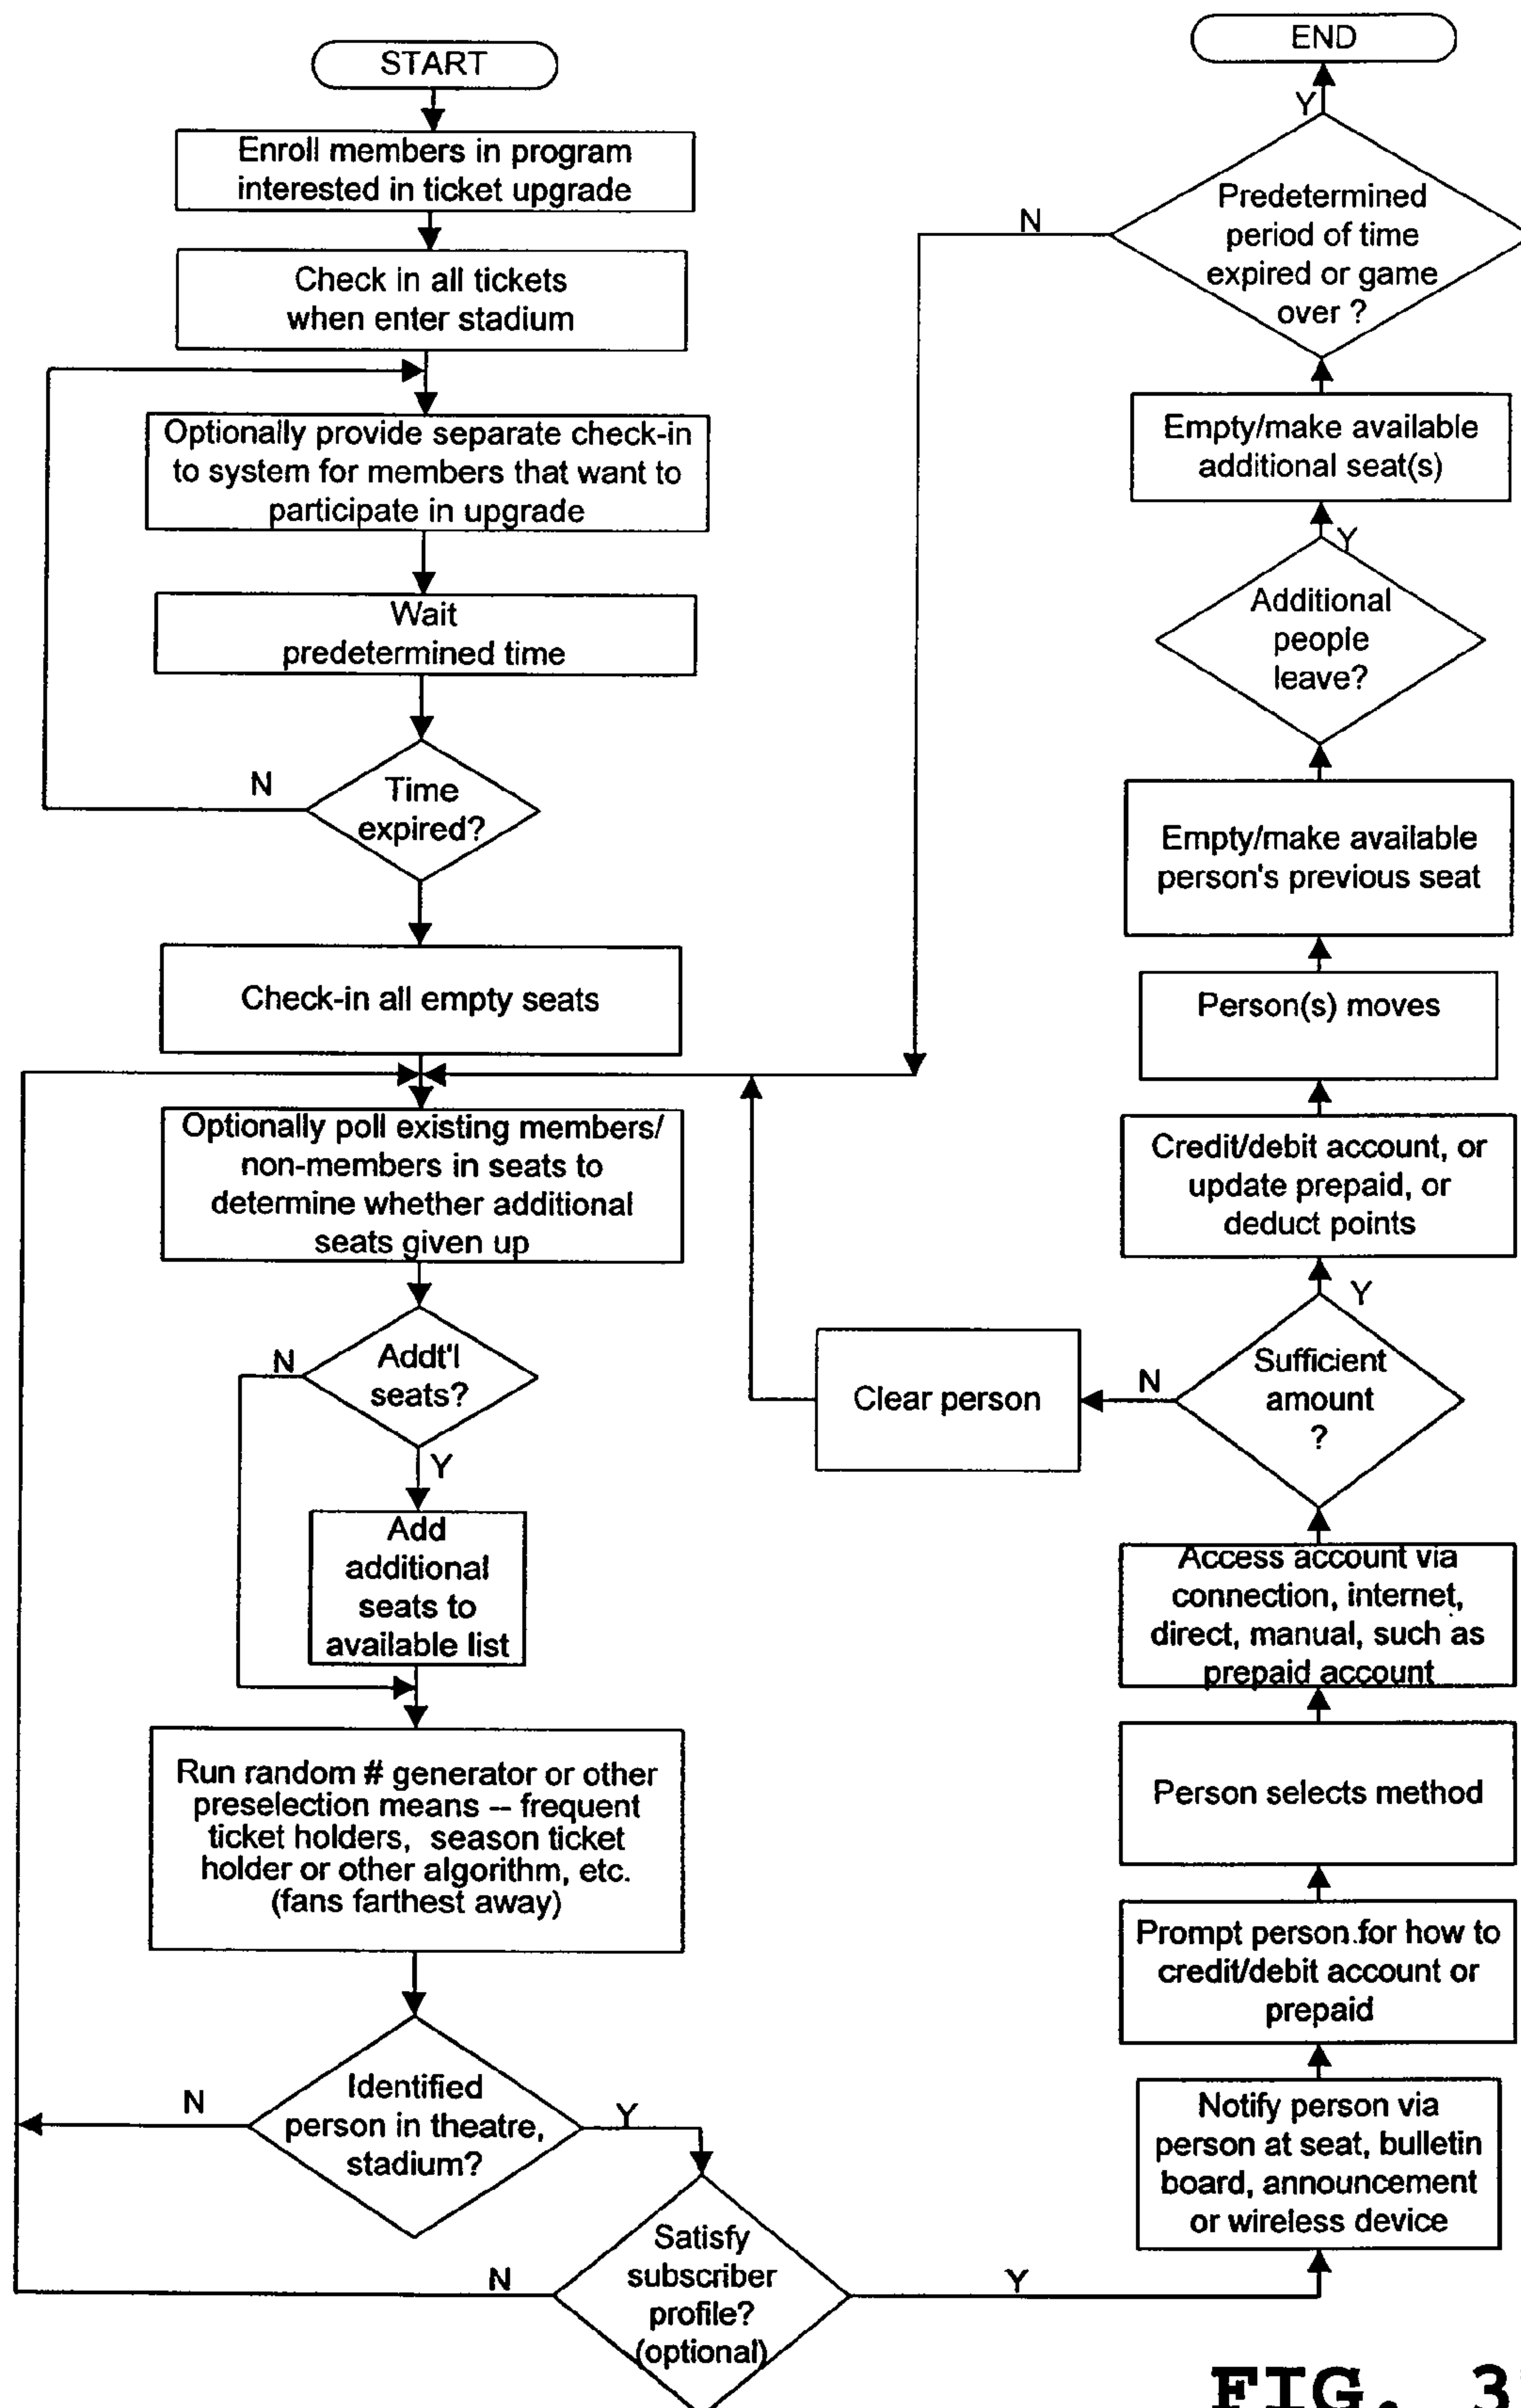 START
Enroll members in program
interested in ticket upgrade
Check in all tickets
when enter stadium
Optionally provide separate check-in
to system for members that want to
participate in upgrade
Wait
predetermined time
N
Time
expired?
Check-in all empty seats
Optionally poll existing members/
non-members in seats to
determine whether additional
seats given up
N
Addt'l
seats?
Y
Add
additional
seats to
available list
Run random # generator or other
preselection means -- frequent
ticket holders, season ticket
holder or other algorithm, etc.
(fans farthest away)
N
Identified
person in theatre,
stadium?
Y
N
Satisfy
subscriber
profile?
(optional)
Y
Notify person via
person at seat, bulletin
board, announcement
or wireless device
Prompt person for how to
credit/debit account or
prepaid
Person selects method
Access account via
connection, internet,
direct, manual, such as
prepaid account
Sufficient
amount
?
N
Clear person
Y
Credit/debit account, or
update prepaid, or
deduct points
Person(s) moves
Empty/make available
person's previous seat
Additional
people
leave?
Y
Empty/make available
additional seat(s)
Predetermined
period of time
expired or game
over ?
N
Y
END
FIG. 3